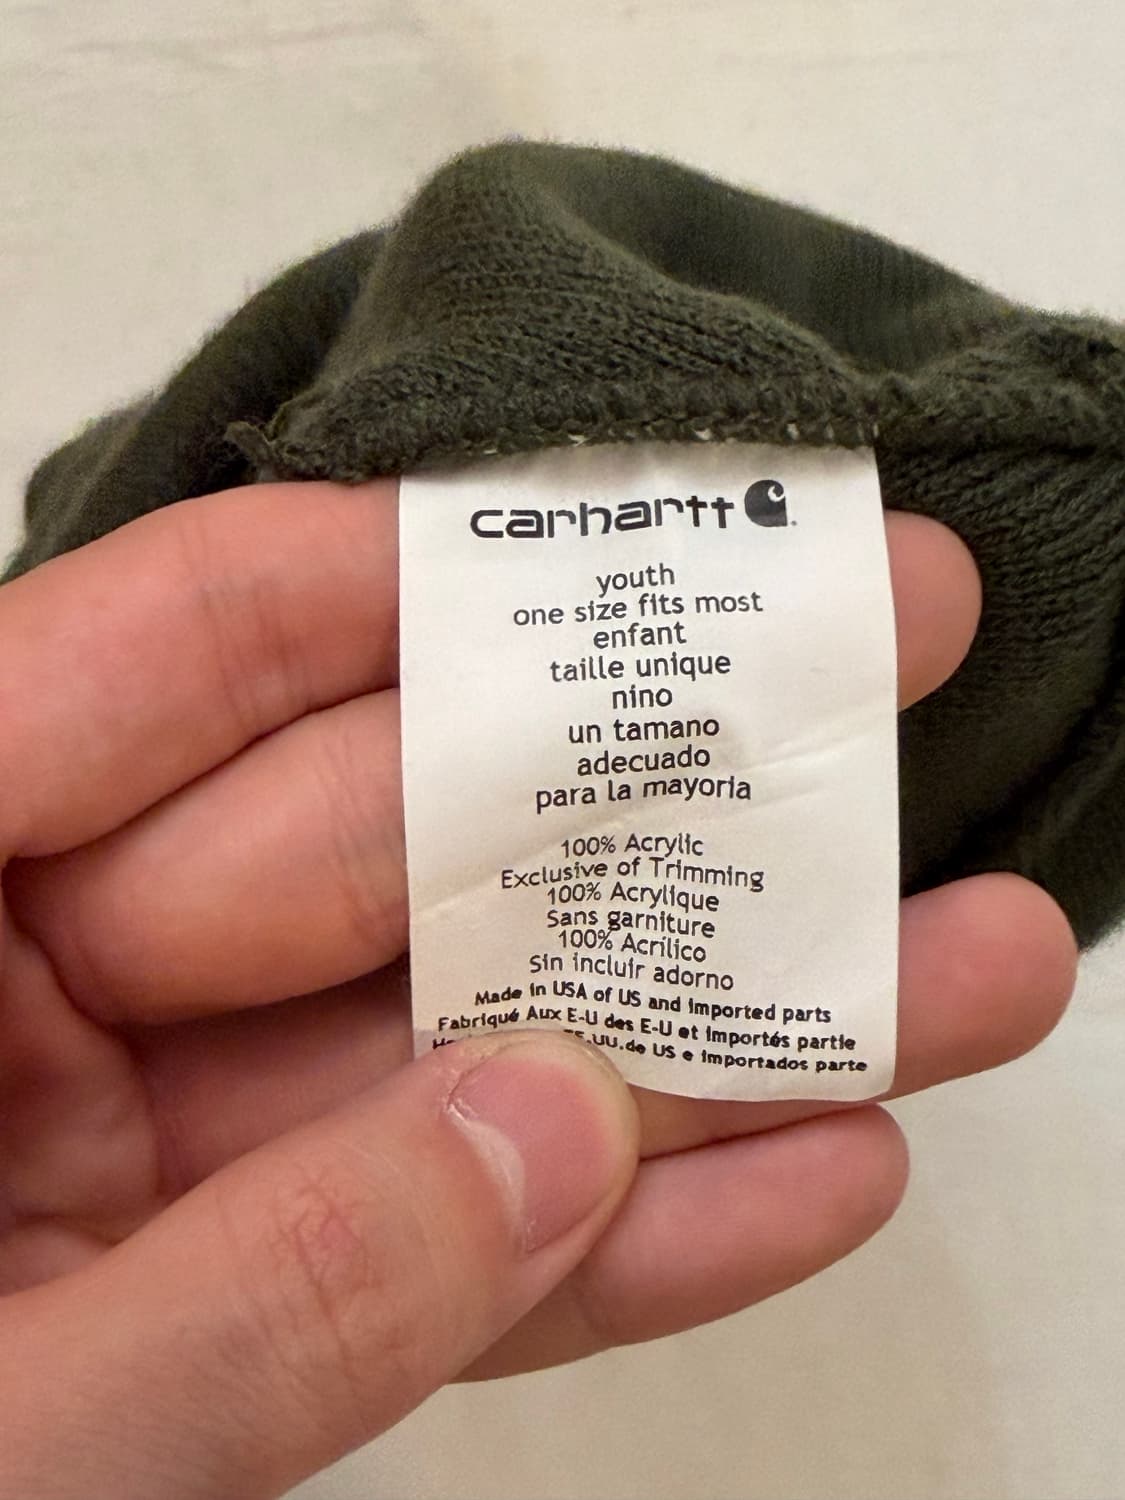 carhartt
youth
one size fits most
enfant
taille unique
nino
un tamano
adecuado
para la mayoria
100% Acrylic
Exclusive of Trimming
100% Acrylique
Sans garniture
100% Acrílico
Sin incluir adorno
Made in USA of US and imported parts
Fabriqué Aux E-U des E-U et importés partie
.UU.de US e importados parte